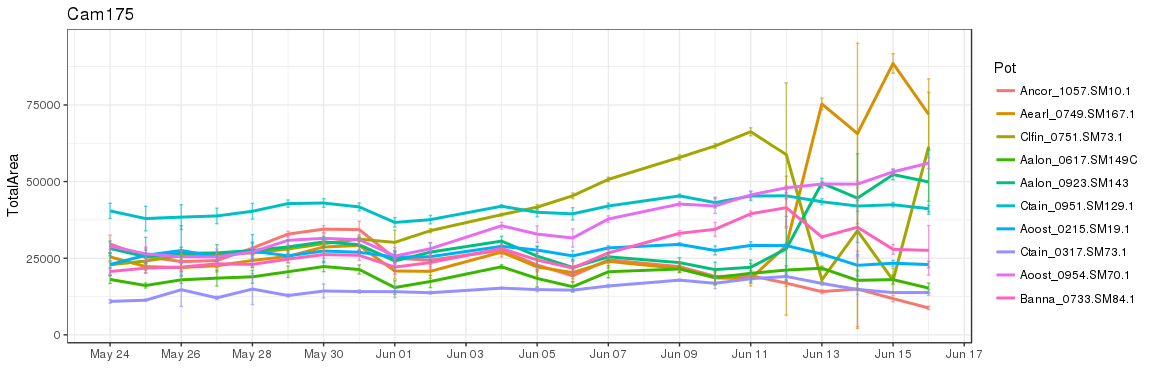 Cam175
TotalArea
75000
50000
25000
0
May 24 May 26 May 28 May 30 Jun 01 Jun 03 Jun 05 Jun 07 Jun 09 Jun 11 Jun 13 Jun 15 Jun 17
Pot
Ancor_1057.SM10.1
Aearl_0749.SM167.1
Clfin_0751.SM73.1
Aalon_0617.SM149C
Aalon_0923.SM143
Ctain_0951.SM129.1
Aoost_0215.SM19.1
Ctain_0317.SM73.1
Aoost_0954.SM70.1
Banna_0733.SM84.1